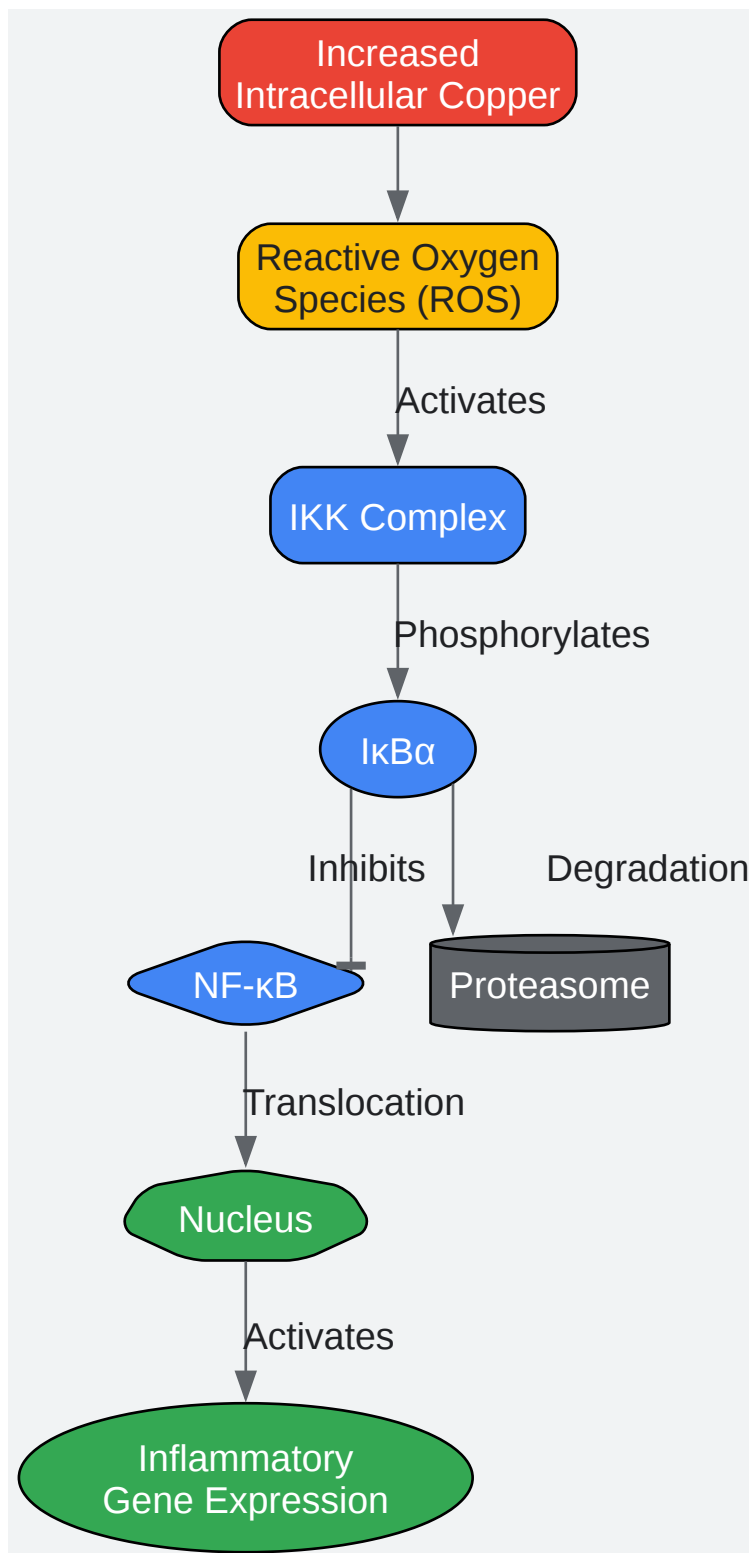 Increased
Intracellular Copper
Reactive Oxygen
Species (ROS)
Activates
IKK Complex
Phosphorylates
IκBα
Inhibits
Degradation
NF-κB
Proteasome
Translocation
Nucleus
Activates
Inflammatory
Gene Expression